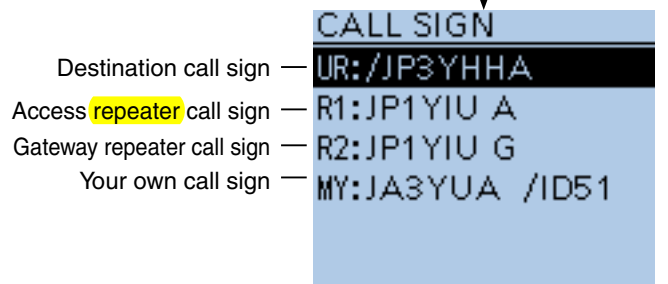 CALL SIGN
Destination call sign — UR:/JP3YHHA
Access repeater call sign — R1:JP1YIU A
Gateway repeater call sign — R2:JP1YIU G
Your own call sign — MY:JA3YUA /ID51